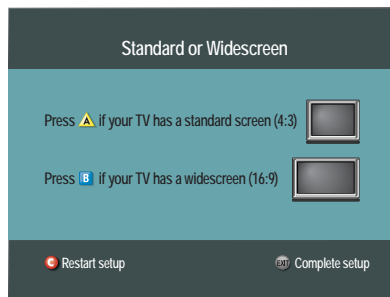 Standard or Widescreen
Press A if your TV has a standard screen (4:3)
Press B if your TV has a widescreen (16:9)
C Restart setup
EXIT Complete setup